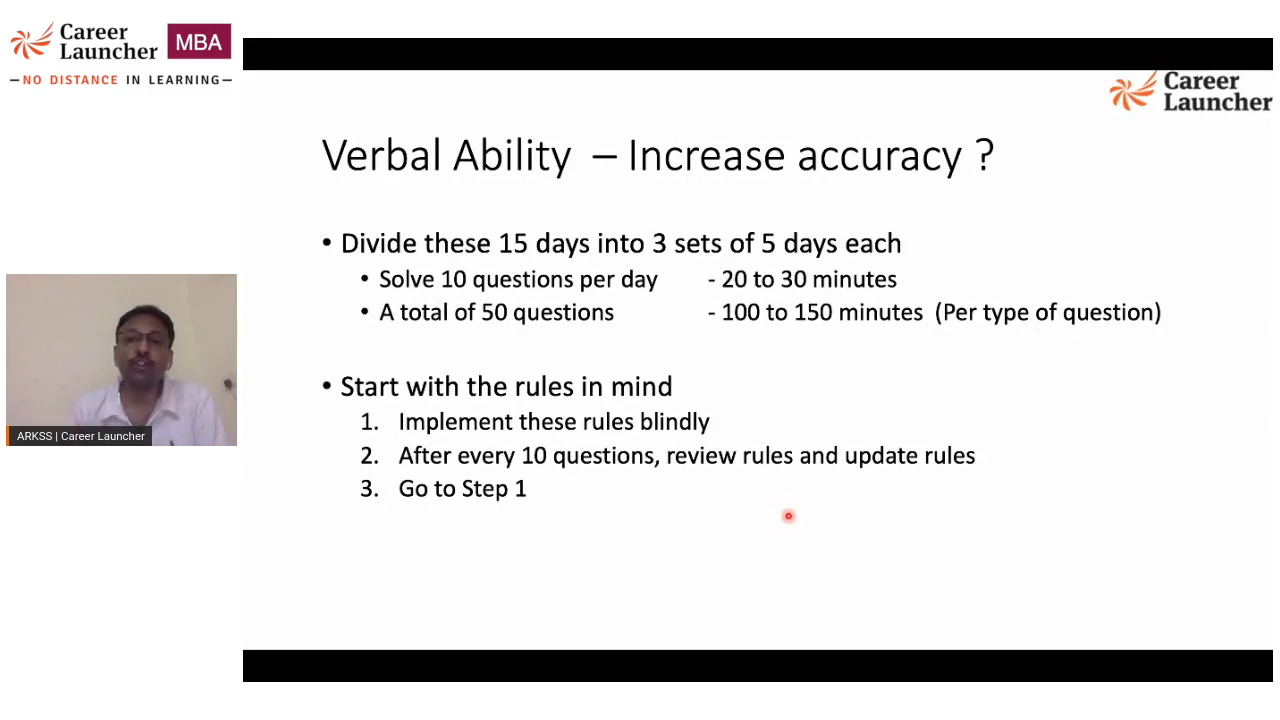 Career
Launcher
MBA
—NO DISTANCE IN LEARNING—
Career
Launcher
Verbal Ability – Increase accuracy ?
• Divide these 15 days into 3 sets of 5 days each
• Solve 10 questions per day - 20 to 30 minutes
• A total of 50 questions - 100 to 150 minutes (Per type of question)
• Start with the rules in mind
1. Implement these rules blindly
2. After every 10 questions, review rules and update rules
3. Go to Step 1
ARKSS | Career Launcher